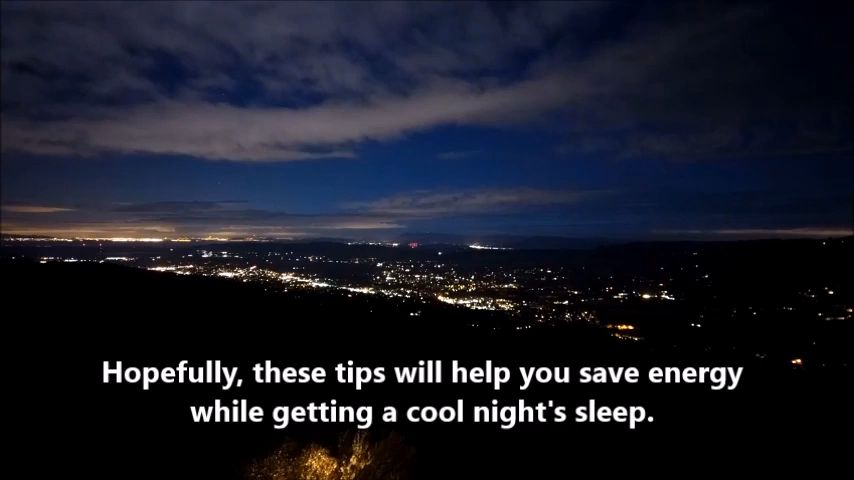 Hopefully, these tips will help you save energy
while getting a cool night's sleep.